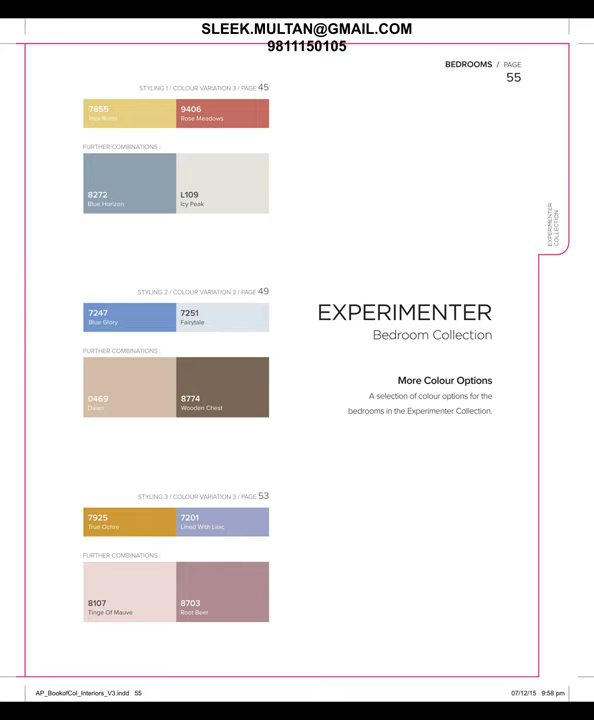 SLEEK.MULTAN@GMAIL.COM
9811150105
BEDROOMS / PAGE
55
STYLING 1 / COLOUR VARIATION 3 / PAGE 45
7855
9406
Rose Meadows
FURTHER COMBINATIONS :
8272
Blue Horizon
L109
Icy Peak
EXPERIMENTER
COLLECTION
STYLING 2 / COLOUR VARIATION 3 / PAGE 49
7247
Blue Glory
7251
Fairytale
FURTHER COMBINATIONS :
0469
Dawn
8774
Wooden Chest
EXPERIMENTER
Bedroom Collection
More Colour Options
A selection of colour options for the
bedrooms in the Experimenter Collection.
STYLING 3 / COLOUR VARIATION 3 / PAGE 53
7925
True Ochre
7201
Lined With Lilac
FURTHER COMBINATIONS :
8107
Tinge Of Mauve
8703
Root Beer
AP_BookofCol_Interiors_V3.indd 55
07/12/15 9:58 pm